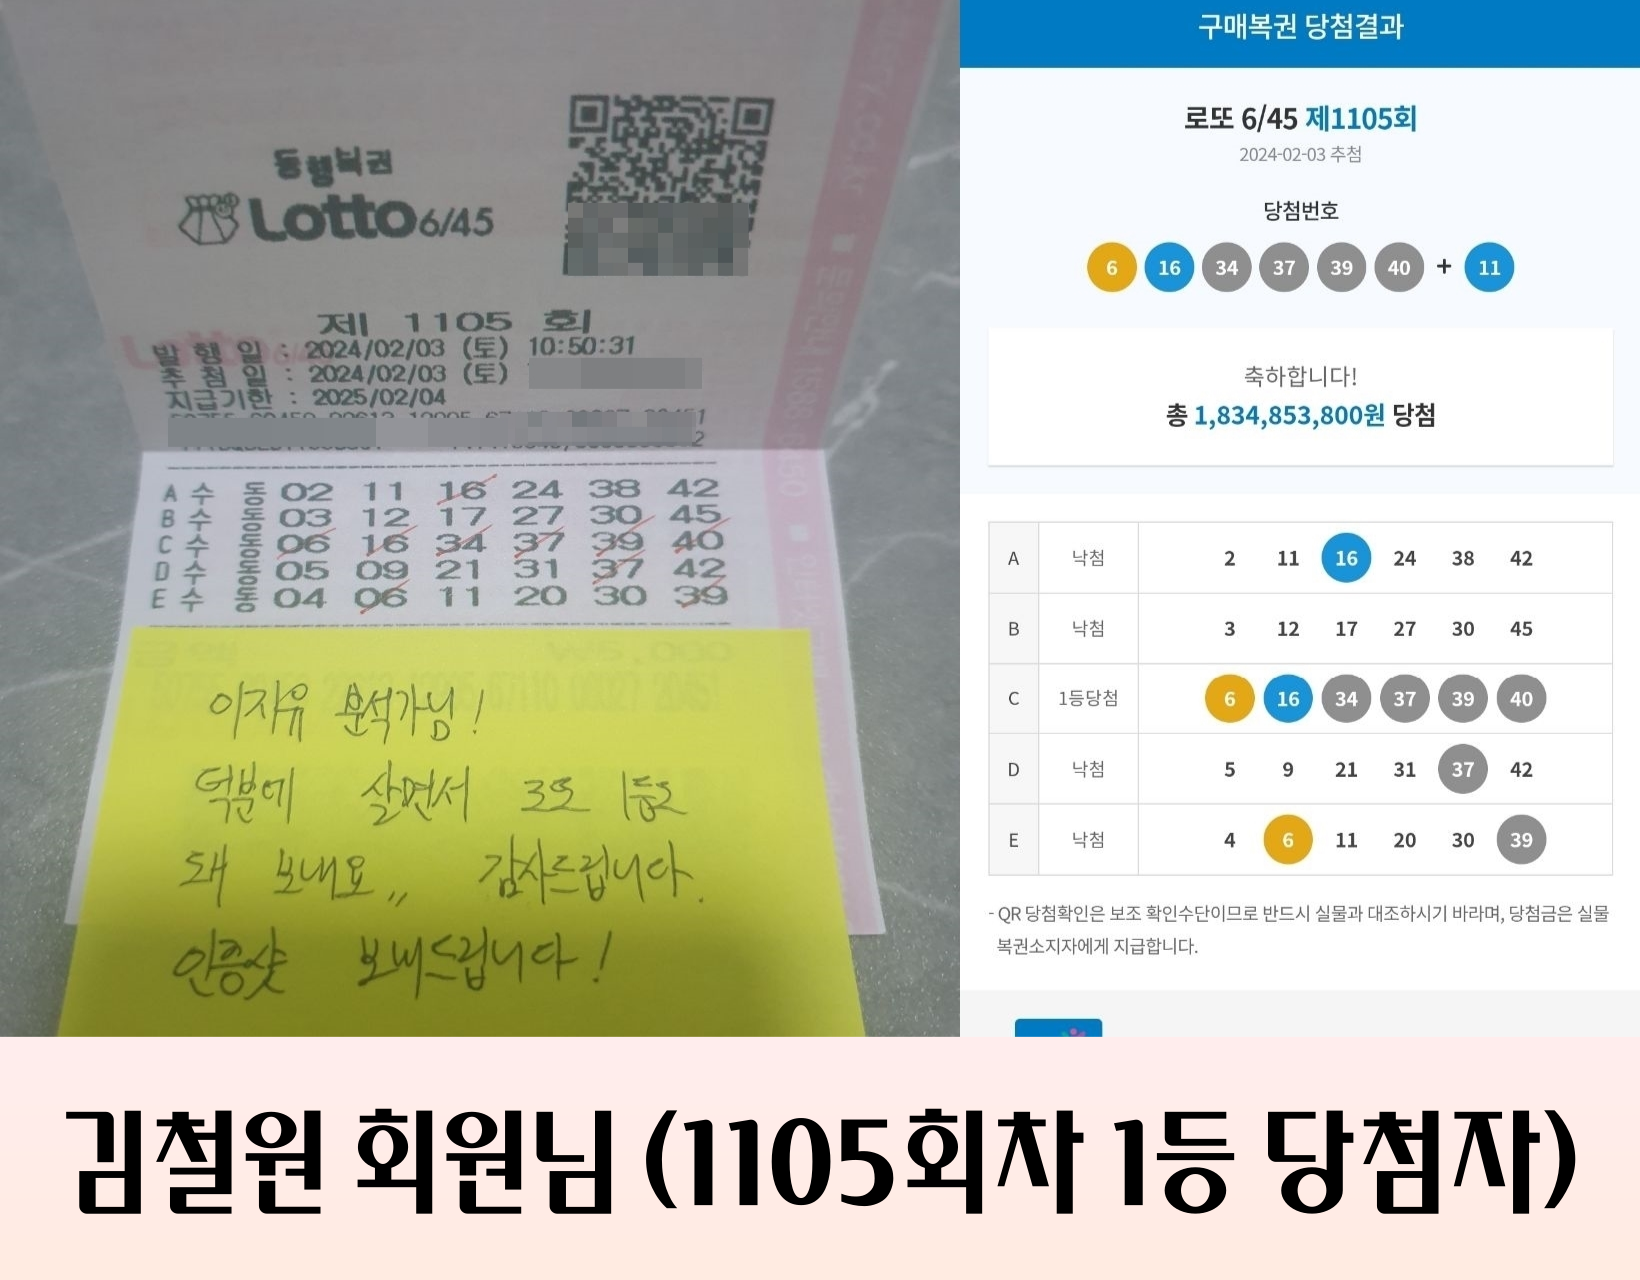 동행복권
Lotto 6/45
제 1105 회
발 행 일 : 2024/02/03 (토) 10:50:31
추 첨 일 : 2024/02/03 (토)
지급기한 : 2025/02/04
A 수 동 02 11 16 24 38 42
B 수 동 03 12 17 27 30 45
C 수 동 06 16 34 37 39 40
D 수 동 05 09 21 31 37 42
E 수 동 04 06 11 20 30 39
이지유 분석가님!
덕분에 살면서 로또 1등도
돼 보내요,, 감사드립니다.
인증샷 보내드립니다!
구매복권 당첨결과
로또 6/45 제1105회
2024-02-03 추첨
당첨번호
6 16 34 37 39 40 + 11
축하합니다!
총 1,834,853,800원 당첨
A 낙첨 2 11 16 24 38 42
B 낙첨 3 12 17 27 30 45
C 1등당첨 6 16 34 37 39 40
D 낙첨 5 9 21 31 37 42
E 낙첨 4 6 11 20 30 39
- QR 당첨확인은 보조 확인수단이므로 반드시 실물과 대조하시기 바라며, 당첨금은 실물
복권소지자에게 지급합니다.
김철원 회원님 (1105회차 1등 당첨자)